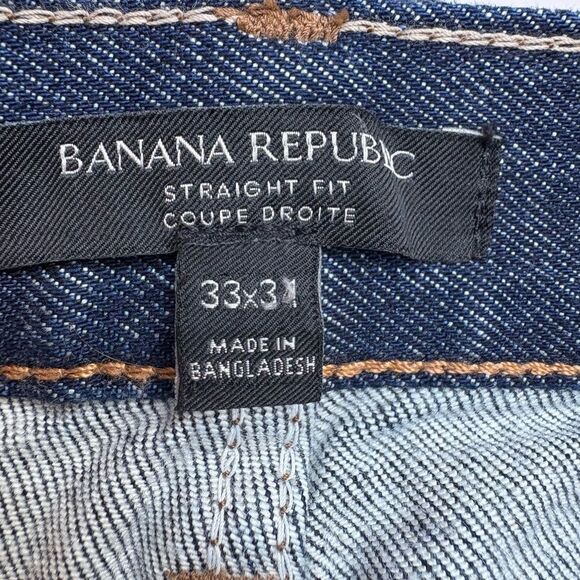 BANANA REPUBLIC
STRAIGHT FIT
COUPE DROITE
MADE IN
BANGLADESH